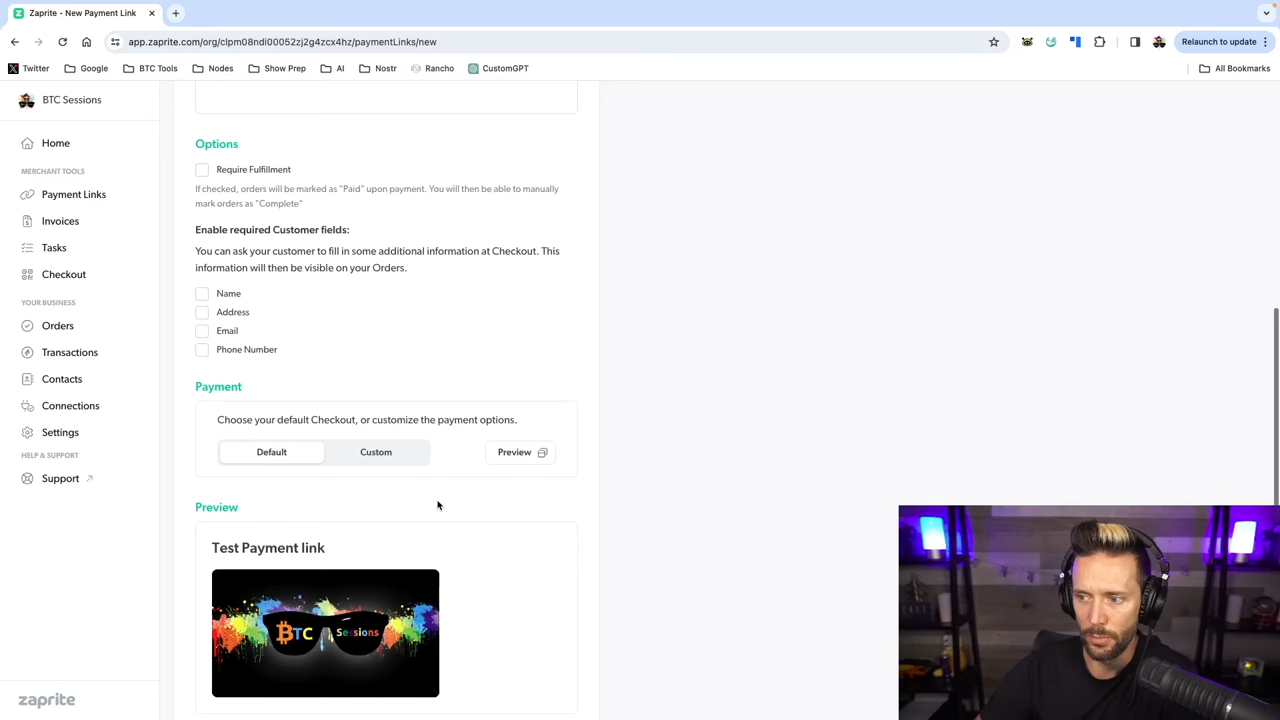 Zaprite - New Payment Link
app.zaprite.com/org/clpm08ndi00052zj2g4zcx4hz/paymentLinks/new
Relaunch to update
Twitter
Google
BTC Tools
Nodes
Show Prep
AI
Nostr
Rancho
CustomGPT
All Bookmarks
BTC Sessions
Home
MERCHANT TOOLS
Payment Links
Invoices
Tasks
Checkout
YOUR BUSINESS
Orders
Transactions
Contacts
Connections
Settings
HELP & SUPPORT
Support
zaprite
Options
Require Fulfillment
If checked, orders will be marked as "Paid" upon payment. You will then be able to manually
mark orders as "Complete"
Enable required Customer fields:
You can ask your customer to fill in some additional information at Checkout. This
information will then be visible on your Orders.
Name
Address
Email
Phone Number
Payment
Choose your default Checkout, or customize the payment options.
Default
Custom
Preview
Preview
Test Payment link
BTC Sessions